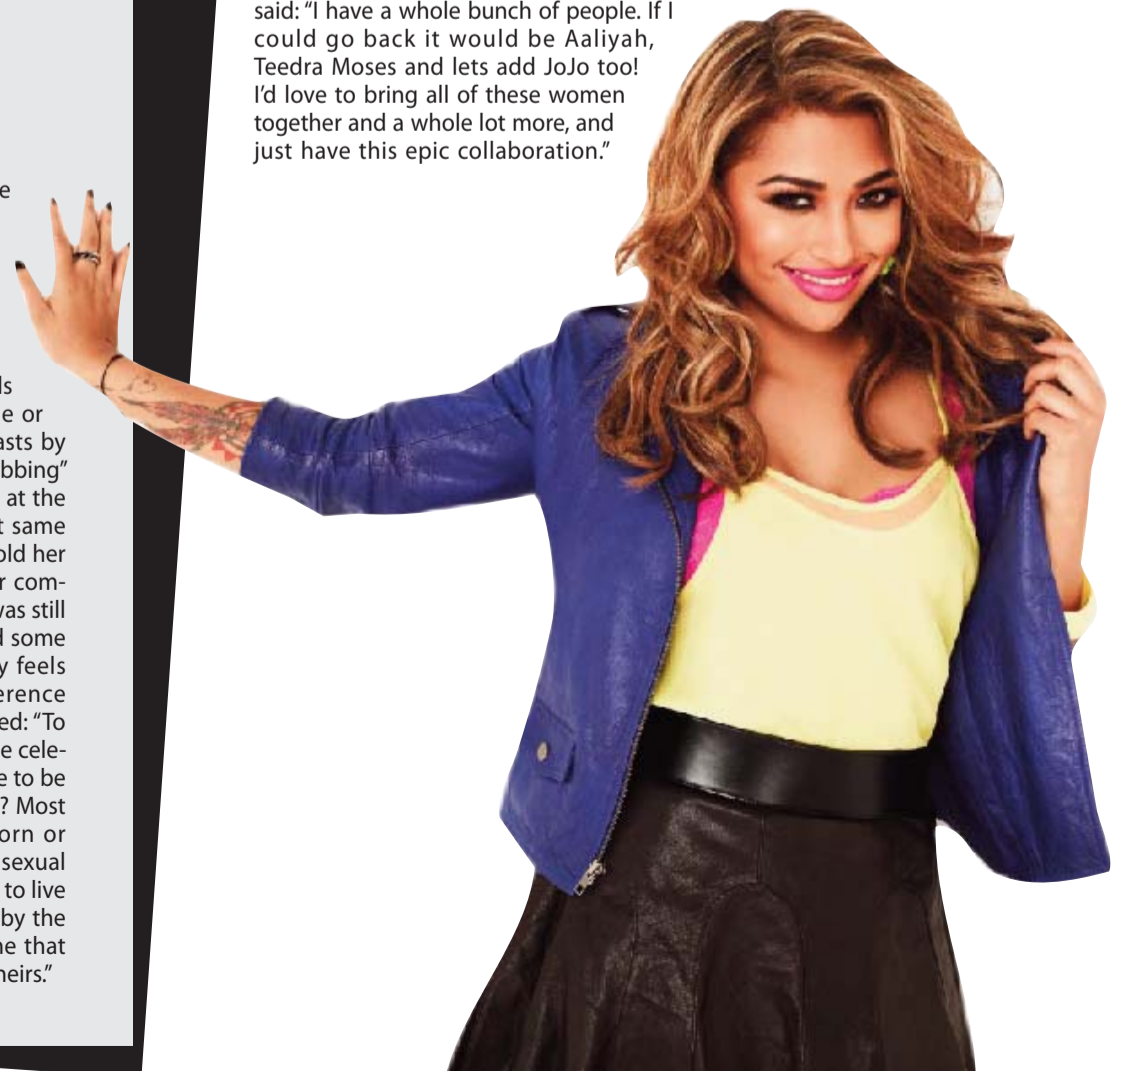 e
ls
e or
asts by
bbing”
at the
t same
old her
r com-
vas still
d some
y feels
erence
ed: “To
e cele-
e to be
? Most
orn or
sexual
to live
by the
ne that
heirs.”
said: “I have a whole bunch of people. If I
could go back it would be Aaliyah,
Teedra Moses and lets add JoJo too!
I’d love to bring all of these women
together and a whole lot more, and
just have this epic collaboration.”